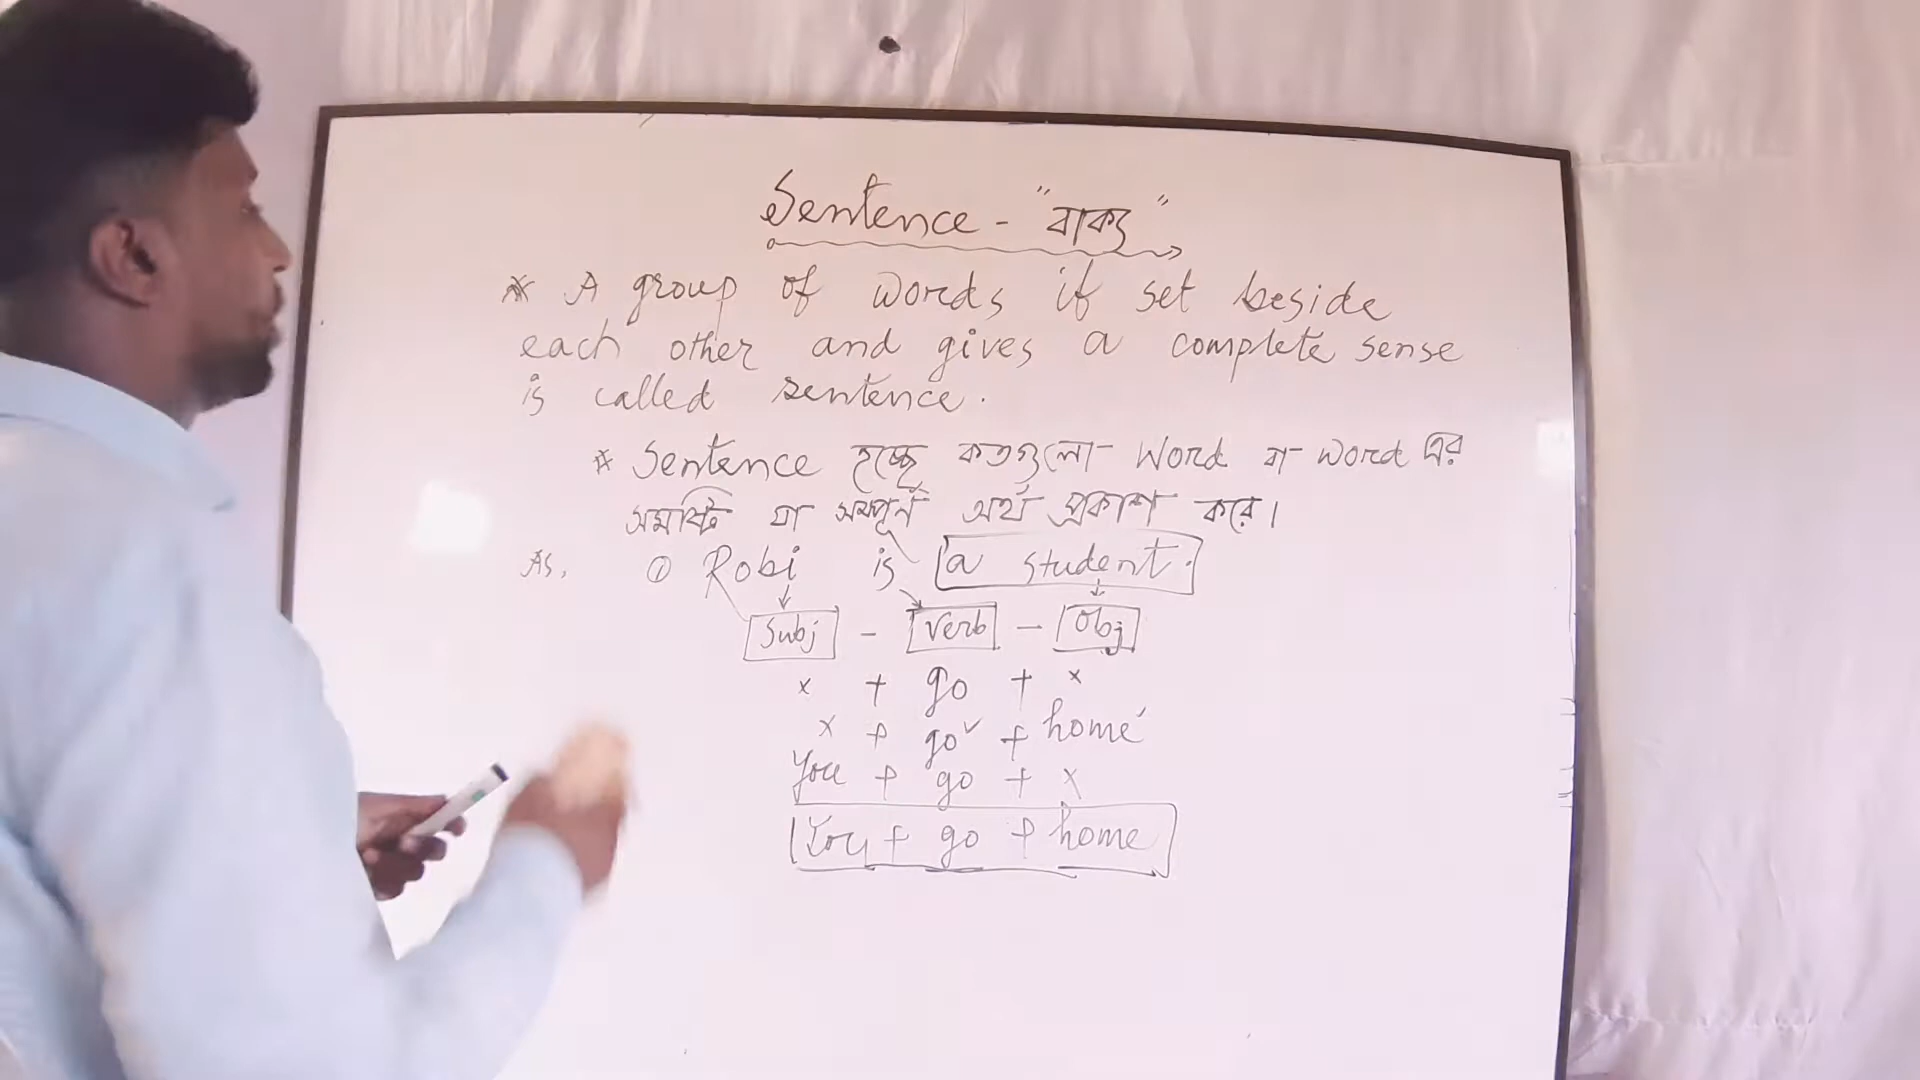 Sentence - "বাক্য"
* A group of words if set beside
each other and gives a complete sense
is called sentence.
* Sentence হচ্ছে কতগুলো Word বা word এর
সমষ্টি যা সম্পূর্ন অর্থ প্রকাশ করে।
As, ① Robi is a student.
Subj - Verb - Obj
x + go + x
x + go + home
You + go + x
You + go + home